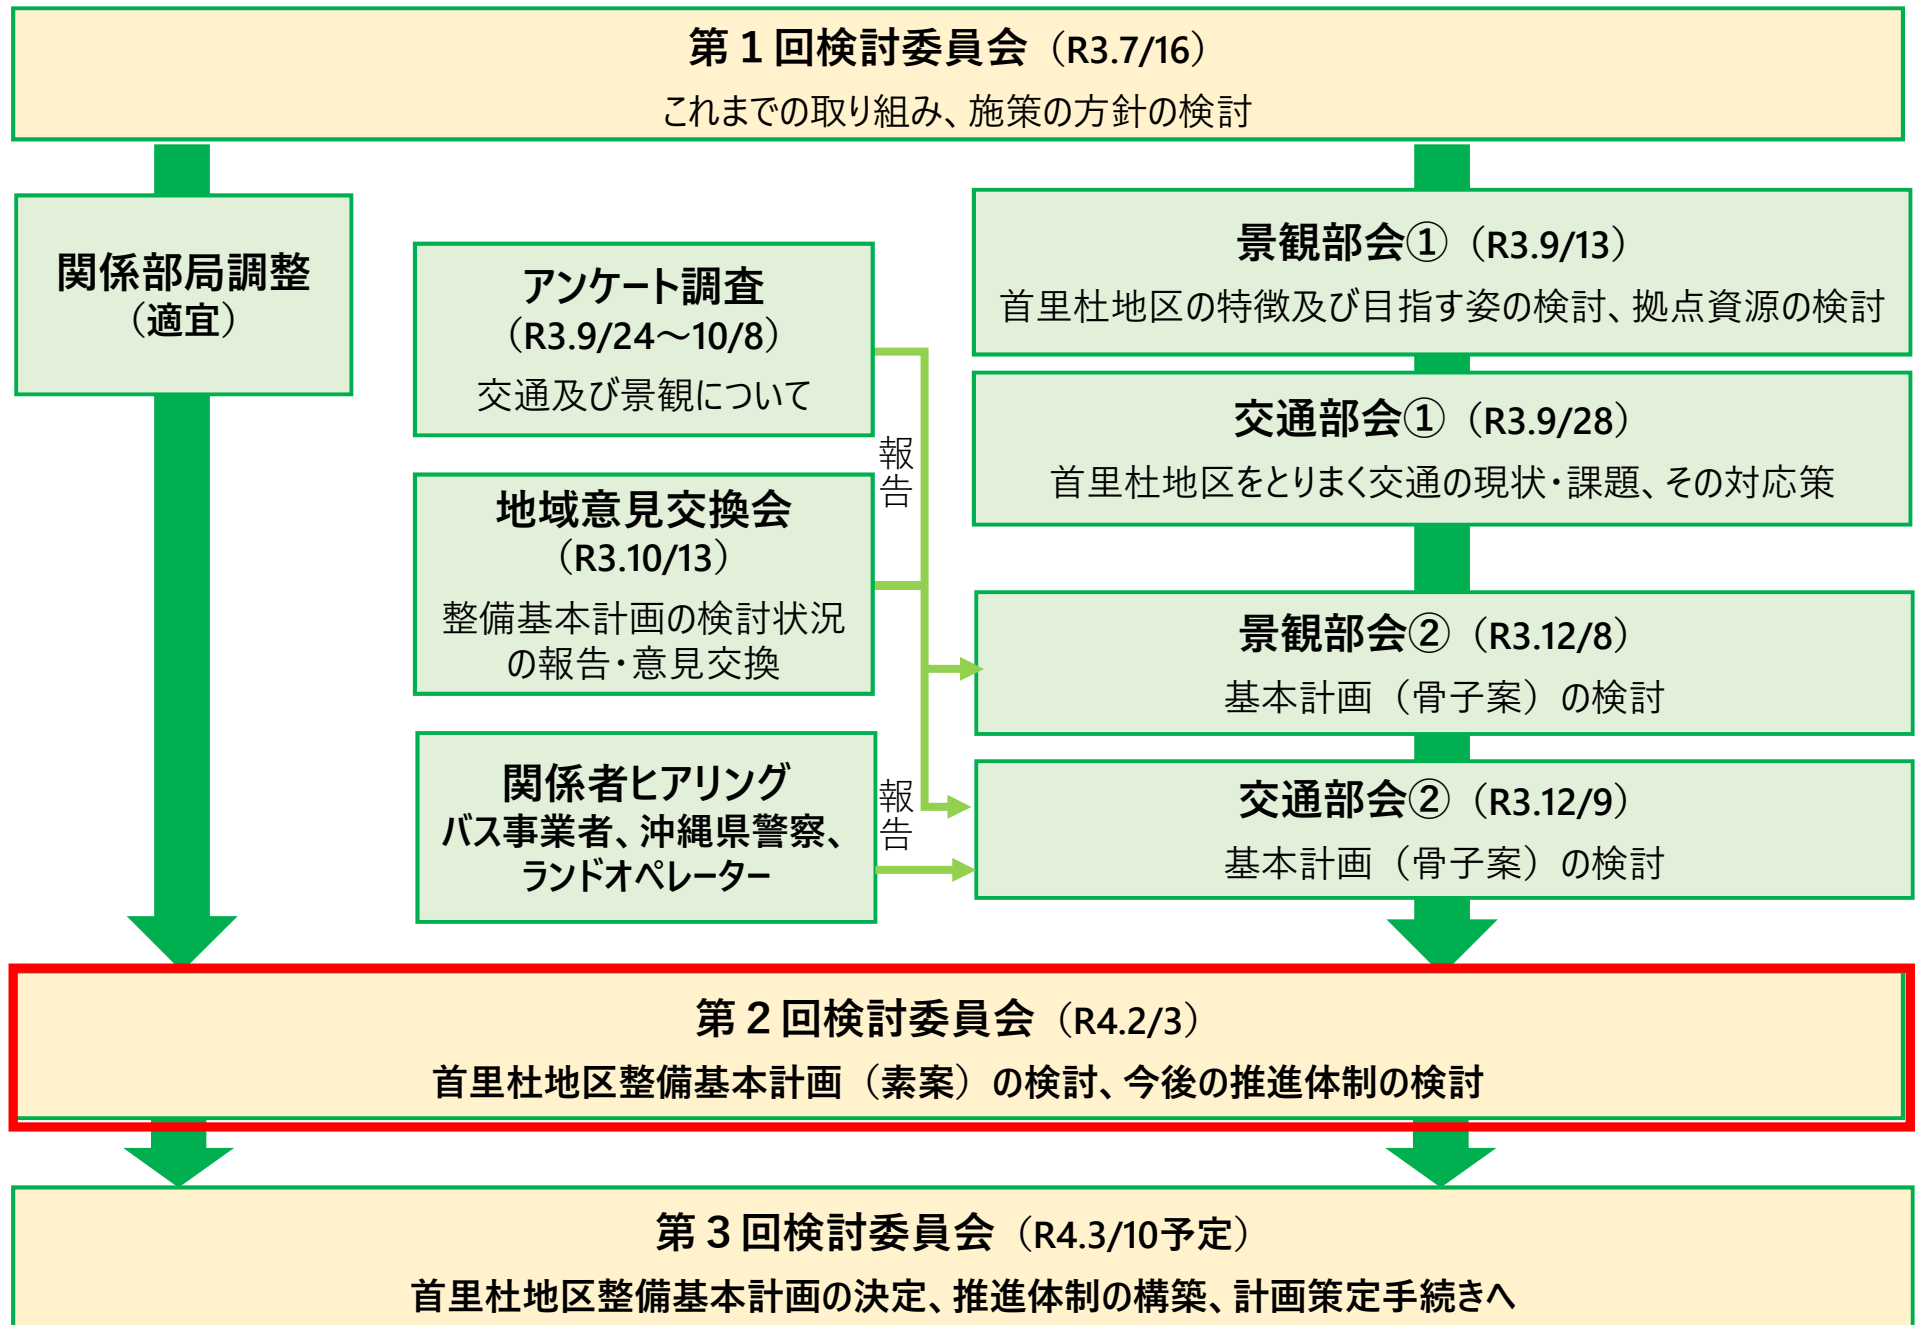 第１回検討委員会（R3.7/16）
これまでの取り組み、施策の方針の検討
関係部局調整
（適宜）
アンケート調査
（R3.9/24～10/8）
交通及び景観について
報告
地域意見交換会
（R3.10/13）
整備基本計画の検討状況
の報告・意見交換
関係者ヒアリング
バス事業者、沖縄県警察、
ランドオペレーター
報告
景観部会①（R3.9/13）
首里杜地区の特徴及び目指す姿の検討、拠点資源の検討
交通部会①（R3.9/28）
首里杜地区をとりまく交通の現状・課題、その対応策
景観部会②（R3.12/8）
基本計画（骨子案）の検討
交通部会②（R3.12/9）
基本計画（骨子案）の検討
第２回検討委員会（R4.2/3）
首里杜地区整備基本計画（素案）の検討、今後の推進体制の検討
第３回検討委員会（R4.3/10予定）
首里杜地区整備基本計画の決定、推進体制の構築、計画策定手続きへ